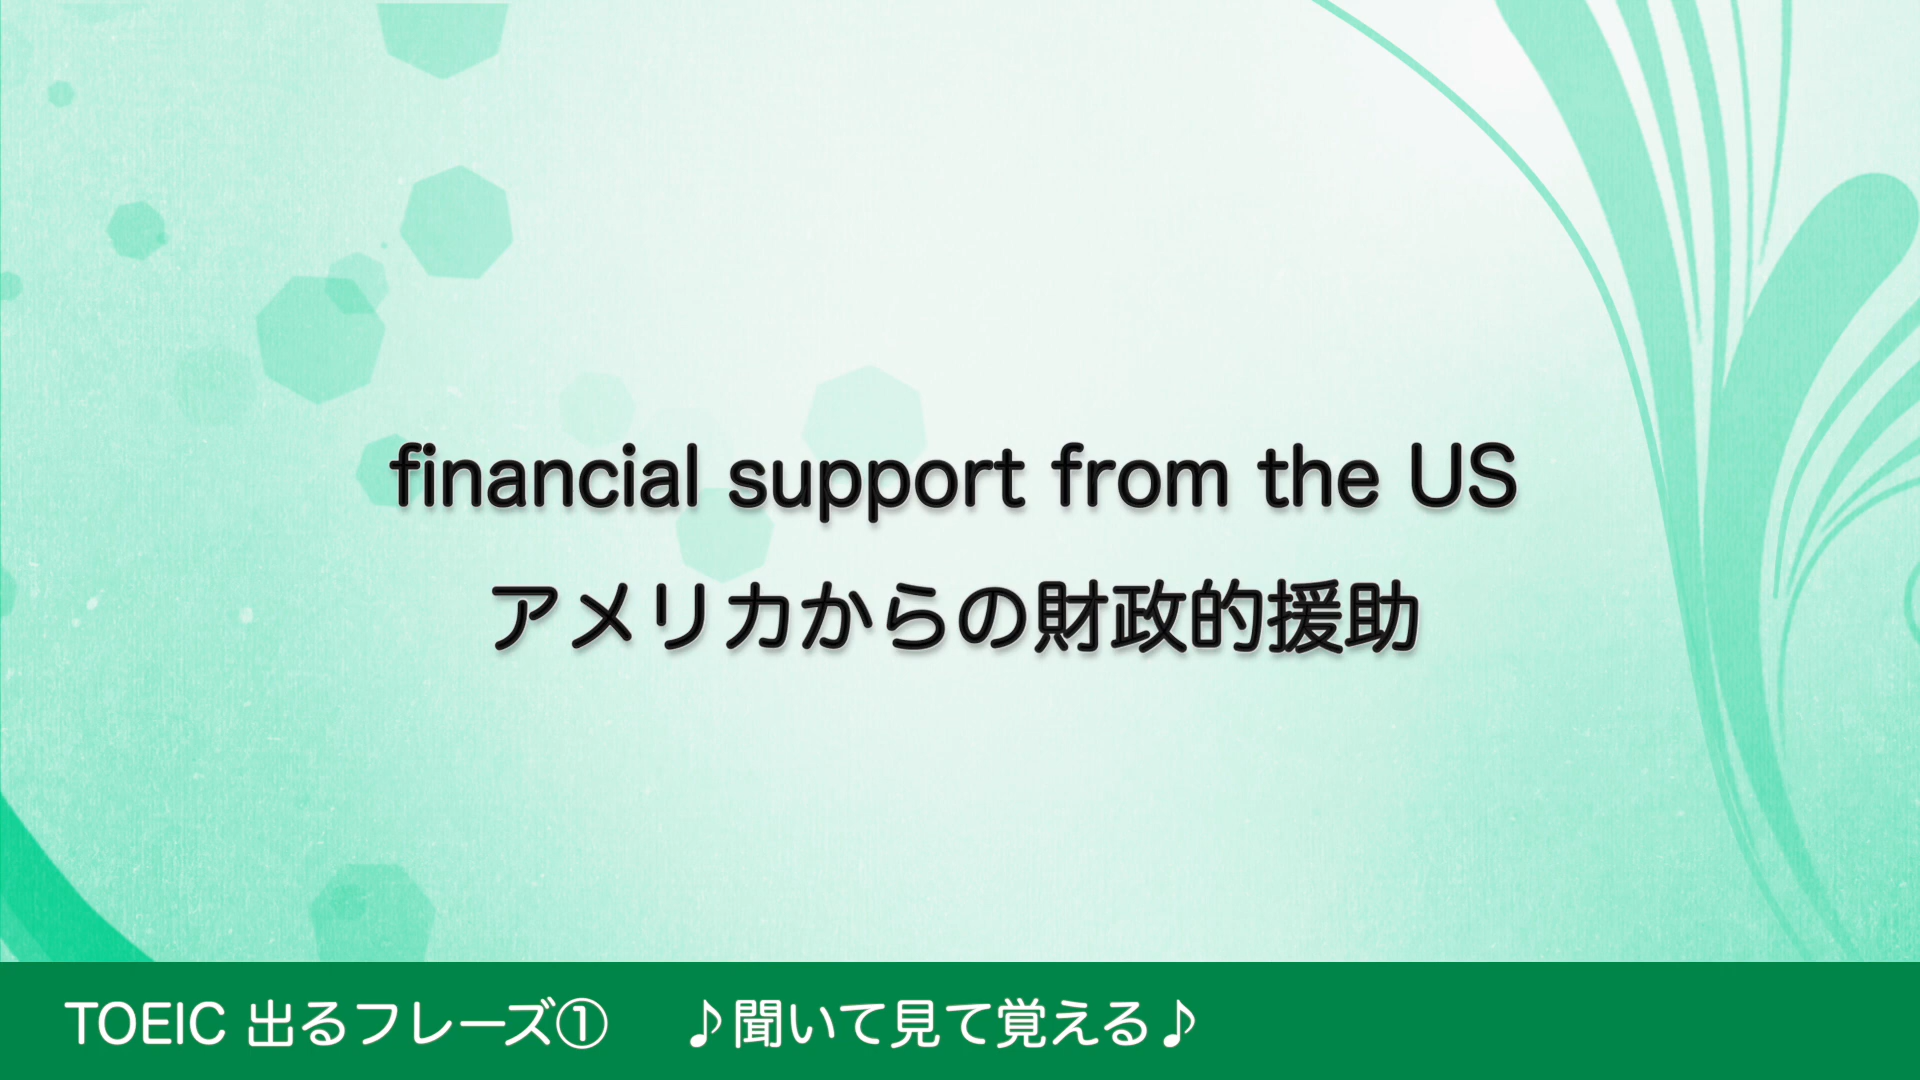 financial support from the US
アメリカからの財政的援助
TOEIC 出るフレーズ① ♪聞いて見て覚える♪